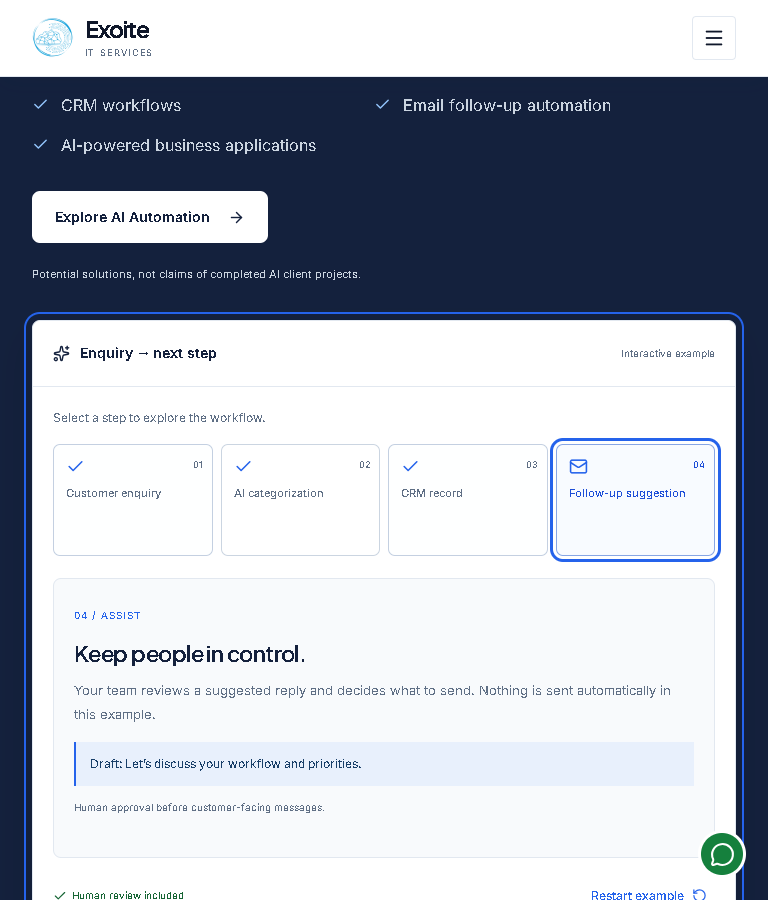 Exoite
IT SERVICES
CRM workflows
Email follow-up automation
AI-powered business applications
Explore AI Automation
Potential solutions, not claims of completed AI client projects.
Enquiry → next step
Interactive example
Select a step to explore the workflow.
01
Customer enquiry
02
AI categorization
03
CRM record
04
Follow-up suggestion
04 / ASSIST
Keep people in control.
Your team reviews a suggested reply and decides what to send. Nothing is sent automatically in
this example.
Draft: Let's discuss your workflow and priorities.
Human approval before customer-facing messages.
Human review included
Restart example